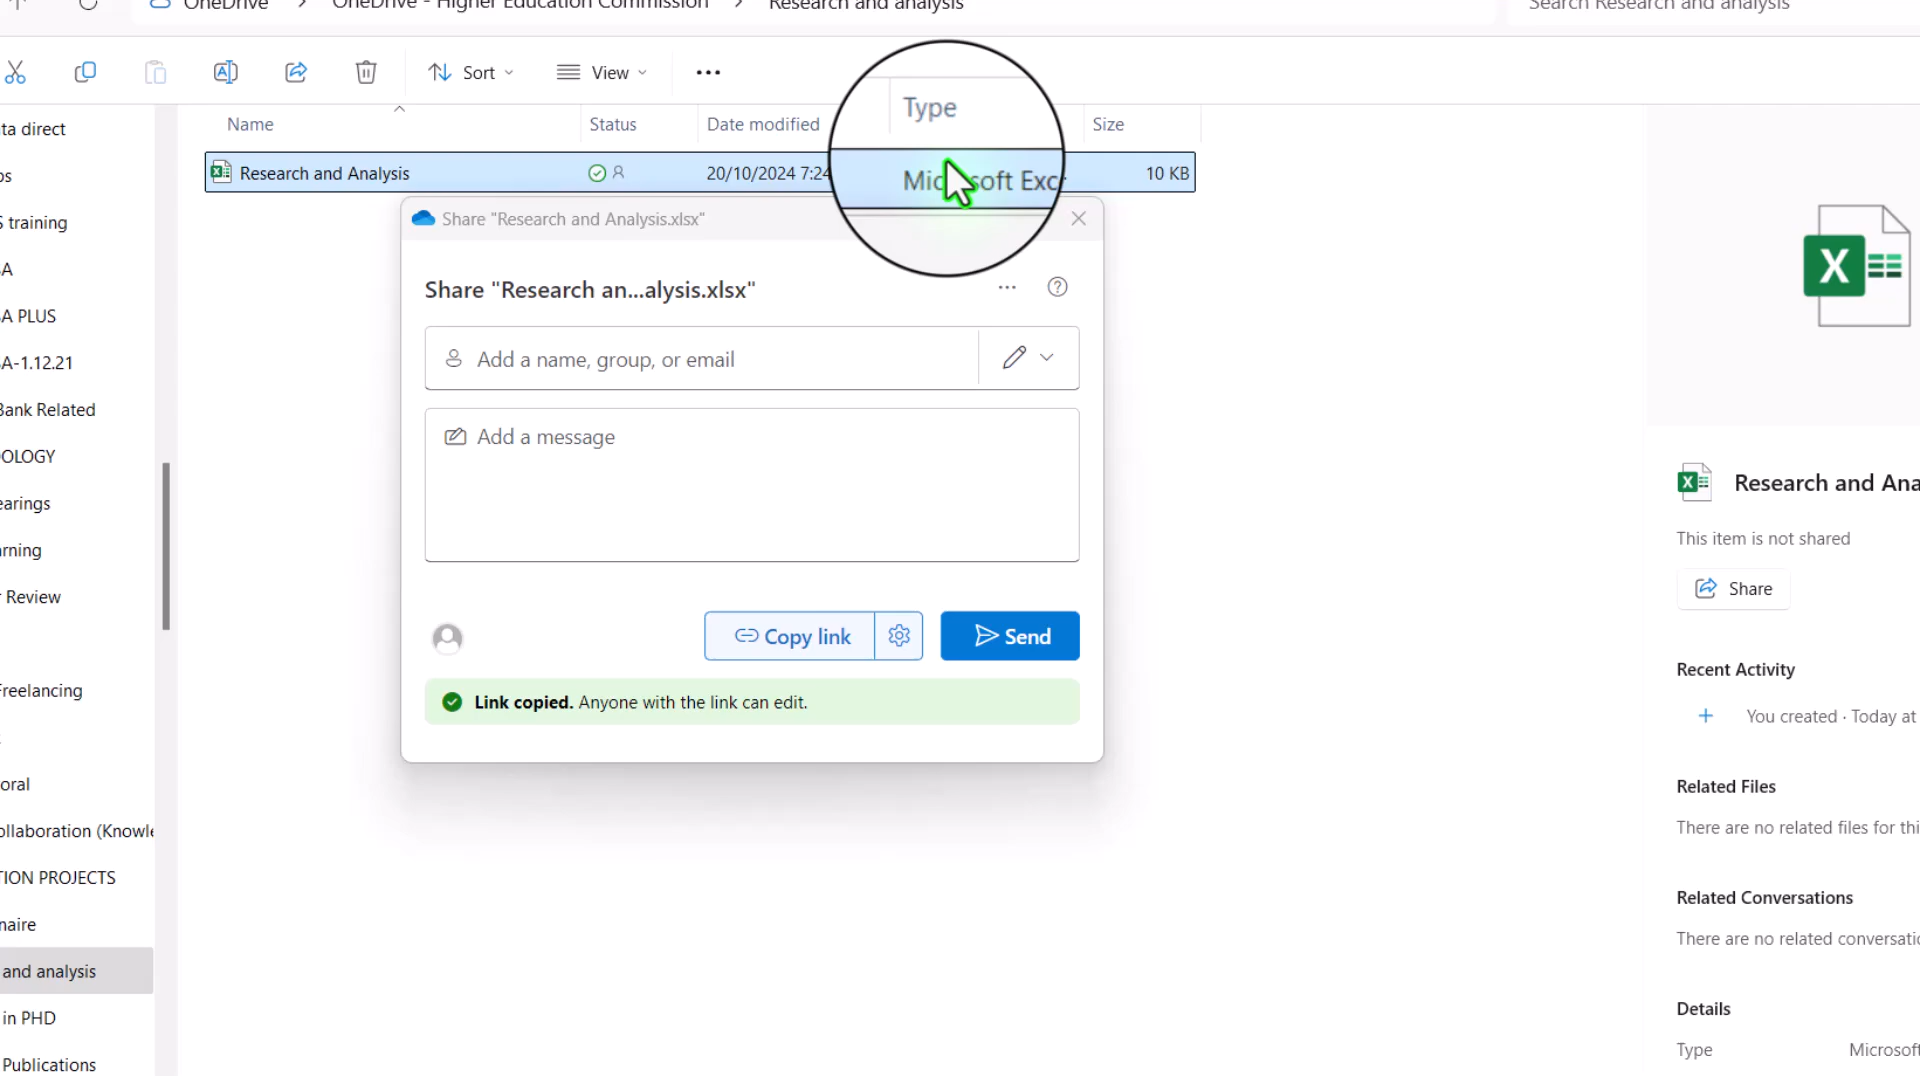 OneDrive > OneDrive - Higher Education Commission > Research and analysis
Search Research and analysis
Sort
View
Name Status Date modified Type Size
Research and Analysis 20/10/2024 7:24 Microsoft Exc 10 KB
ta direct
ps
S training
SA
A PLUS
A-1.12.21
Bank Related
OLOGY
earings
rning
r Review
Freelancing
oral
ollaboration (Knowle
TION PROJECTS
naire
and analysis
in PHD
Publications
Share "Research and Analysis.xlsx"
Share "Research an...alysis.xlsx"
Add a name, group, or email
Add a message
Copy link
Send
Link copied. Anyone with the link can edit.
Research and Ana
This item is not shared
Share
Recent Activity
You created · Today at
Related Files
There are no related files for thi
Related Conversations
There are no related conversatio
Details
Type Microsoft